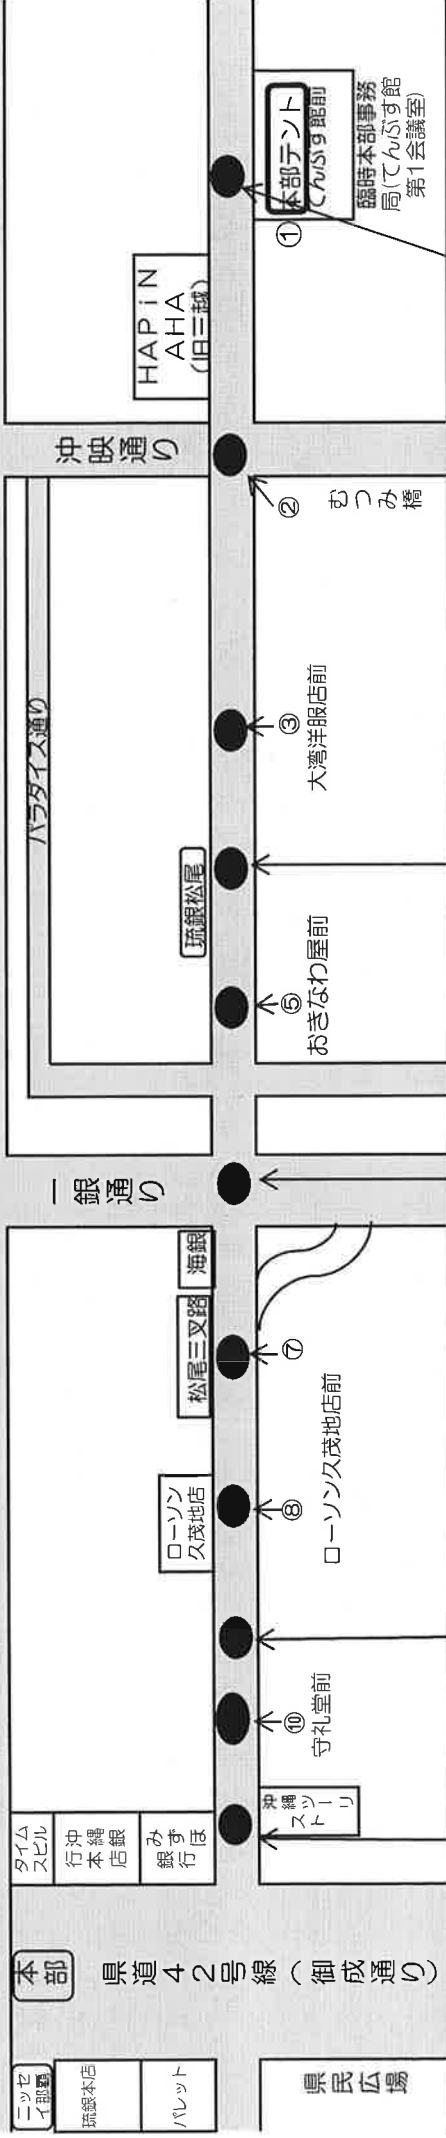 ニッセ
イ那覇
琉銀本店
パレット
県民広場
本部
県道42号線(御成通り)
タイム
スビル
沖縄銀
行本店
みずほ
銀行
沖縄ツーリ
スト
⑩
守礼堂前
ローソン
久茂地店
⑧
ローソン久茂地店前
松尾三叉路
⑦
海銀
一銀通り
⑤
おきなわ屋前
琉銀松尾
パラダイス通り
③
大湾洋服店前
沖映通り
②
むつみ橋
HAPiN
AHA
(旧三越)
①
本部テント
てんぶす館前
臨時本部事務
局(てんぶす館
第1会議室)